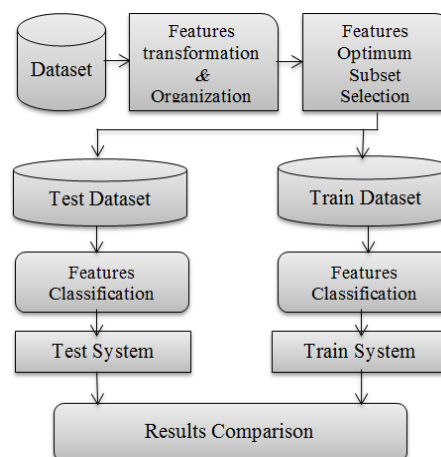 Dataset
Features
transformation
&
Organization
Features
Optimum
Subset
Selection
Test Dataset
Train Dataset
Features
Classification
Features
Classification
Test System
Train System
Results Comparison